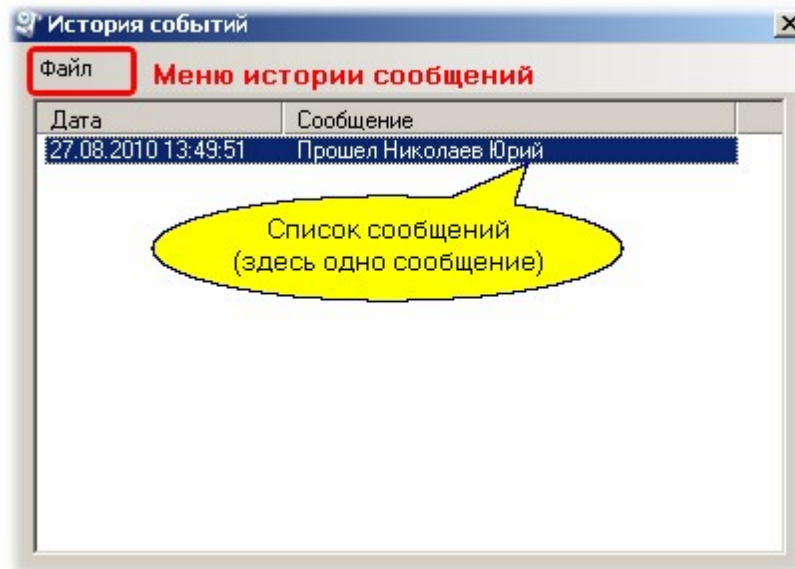 История событий
Файл
Меню истории сообщений
Дата Сообщение
27.08.2010 13:49:51 Прошел Николаев Юрий
Список сообщений
(здесь одно сообщение)